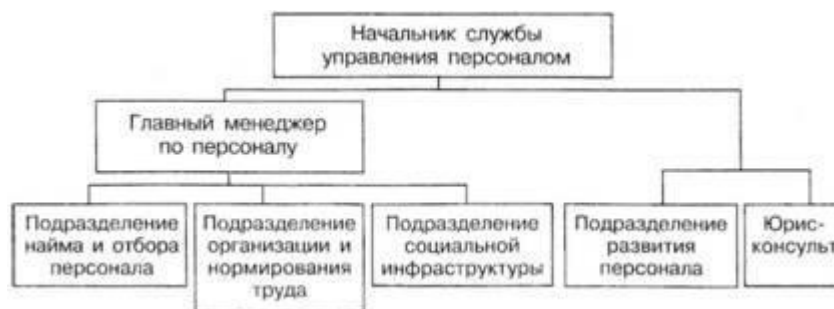 Начальник службы
управления персоналом
Главный менеджер
по персоналу
Подразделение
найма и отбора
персонала
Подразделение
организации и
нормирования
труда
Подразделение
социальной
инфраструктуры
Подразделение
развития
персонала
Юрис-
консульт